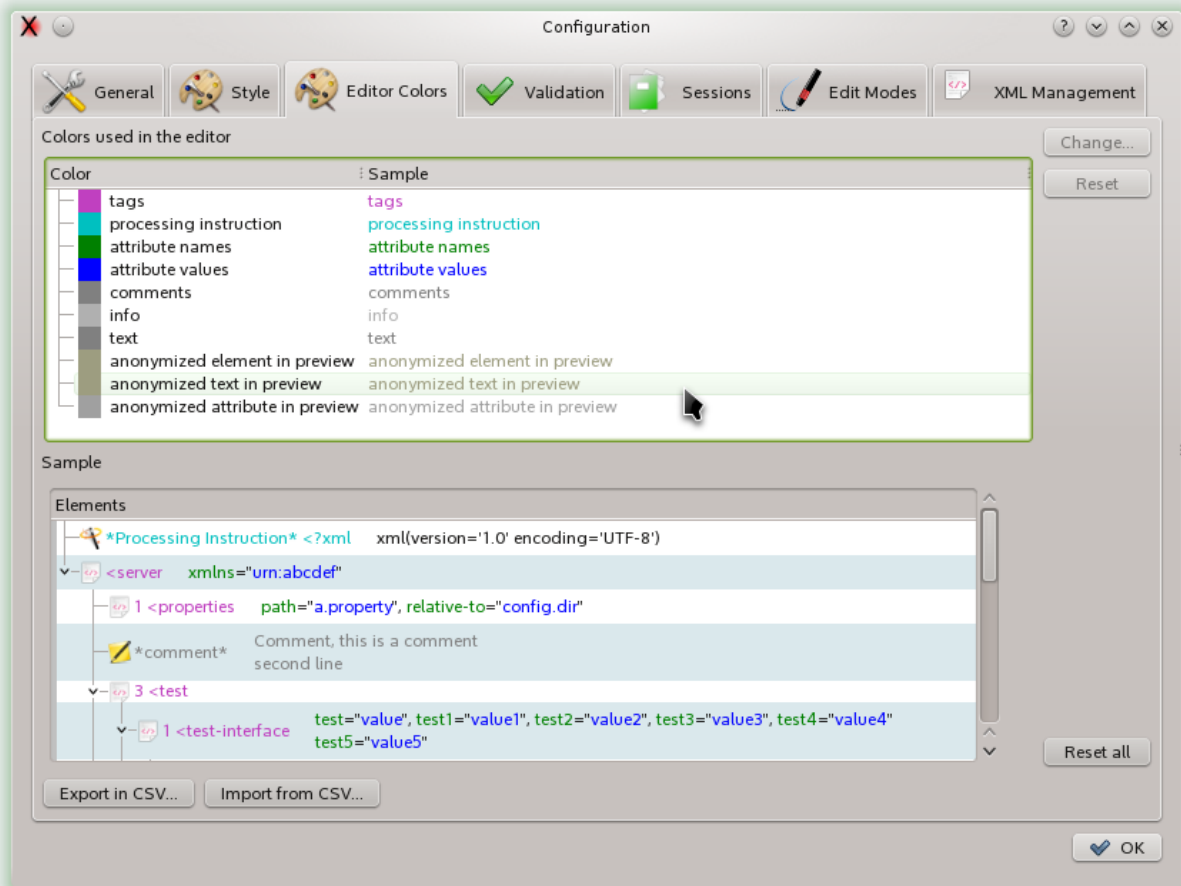 Configuration
General Style Editor Colors Validation Sessions Edit Modes XML Management
Colors used in the editor
Change...
Color Sample
Reset
tags tags
processing instruction processing instruction
attribute names attribute names
attribute values attribute values
comments comments
info info
text text
anonymized element in preview anonymized element in preview
anonymized text in preview anonymized text in preview
anonymized attribute in preview anonymized attribute in preview
Sample
Elements
*Processing Instruction* <?xml xml(version='1.0' encoding='UTF-8')
<server xmlns="urn:abcdef"
1 <properties path="a.property", relative-to="config.dir"
*comment* Comment, this is a comment
second line
3 <test
1 <test-interface test="value", test1="value1", test2="value2", test3="value3", test4="value4"
test5="value5"
Reset all
Export in CSV... Import from CSV...
OK